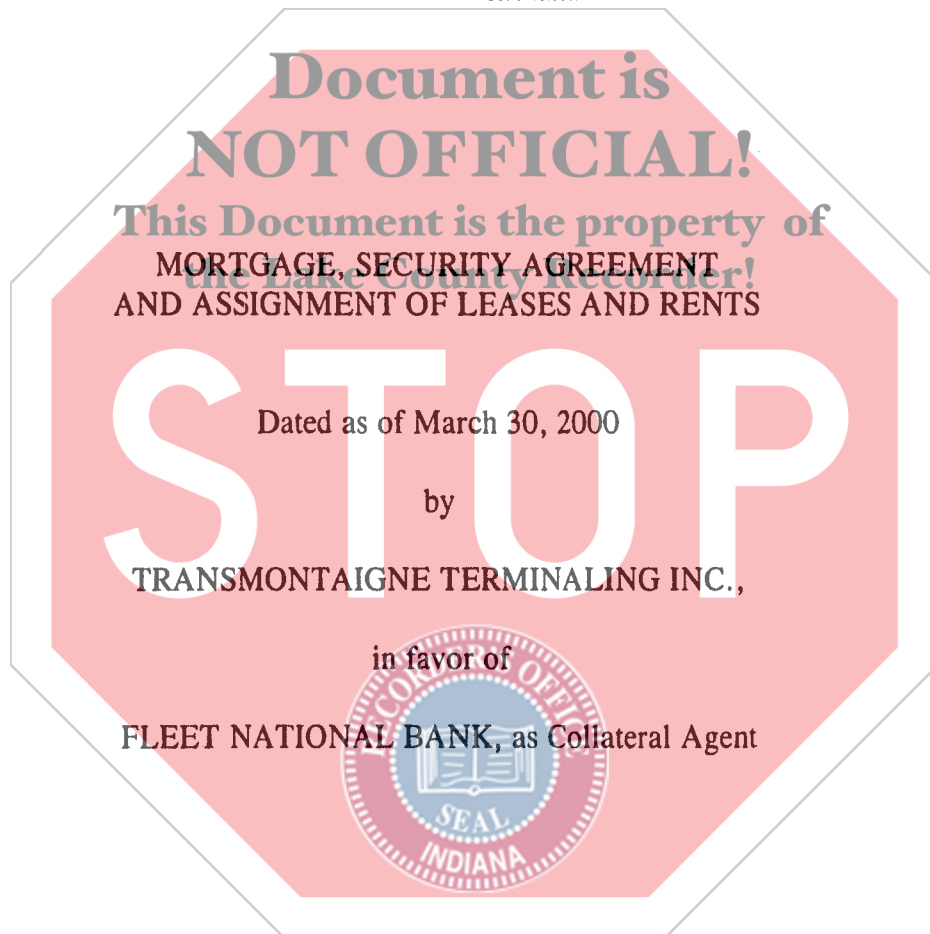 Document is
NOT OFFICIAL!
This Document is the property of
the Lake County Recorder!
MORTGAGE, SECURITY AGREEMENT
AND ASSIGNMENT OF LEASES AND RENTS
STOP
Dated as of March 30, 2000
by
TRANSMONTAIGNE TERMINALING INC.,
in favor of
FLEET NATIONAL BANK, as Collateral Agent
RECORDER'S OFFICE
SEAL
INDIANA